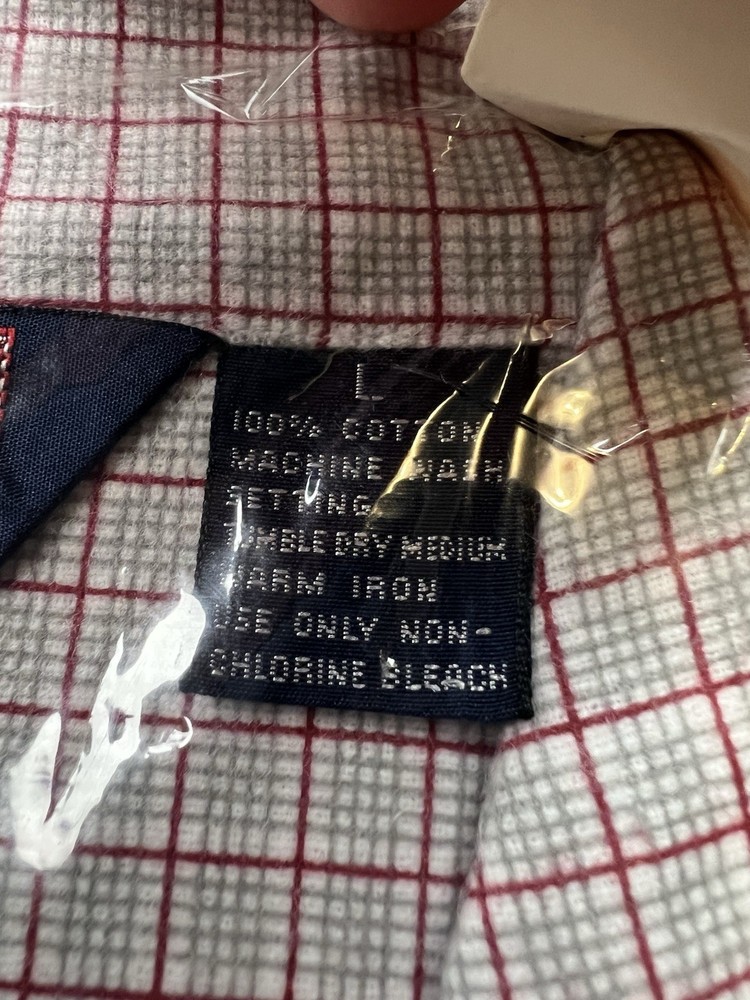 L
100% COTTON
MACHINE WASH
SETTING
TUMBLE DRY MEDIUM
WARM IRON
USE ONLY NON-
CHLORINE BLEACH